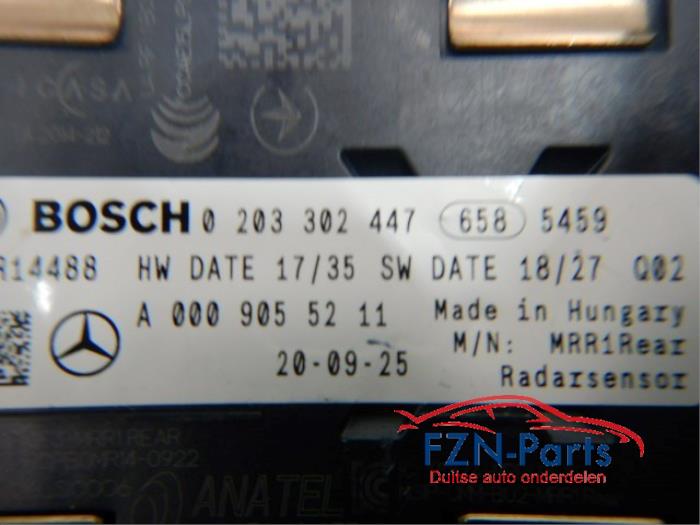 BOSCH 0 203 302 447 658 5459
R14488 HW DATE 17/35 SW DATE 18/27 Q02
A 000 905 52 11 Made in Hungary
M/N: MRR1Rear
20-09-25 Radarsensor
MRR1REAR
FZN-Parts
Duitse auto onderdelen
ANATEL